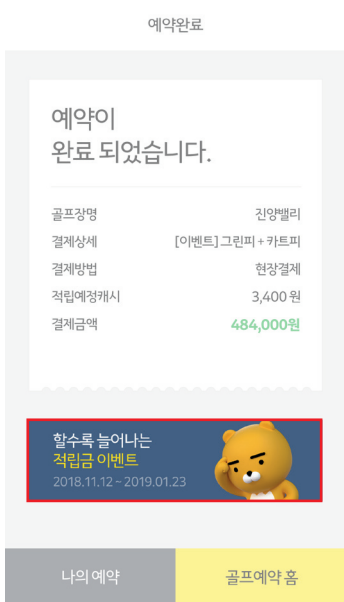 예약완료
예약이
완료 되었습니다.
골프장명 진양밸리
결제상세 [이벤트] 그린피 + 카트피
결제방법 현장결제
적립예정캐시 3,400 원
결제금액 484,000원
할수록 늘어나는
적립금 이벤트
2018.11.12 ~ 2019.01.23
나의 예약 골프예약 홈